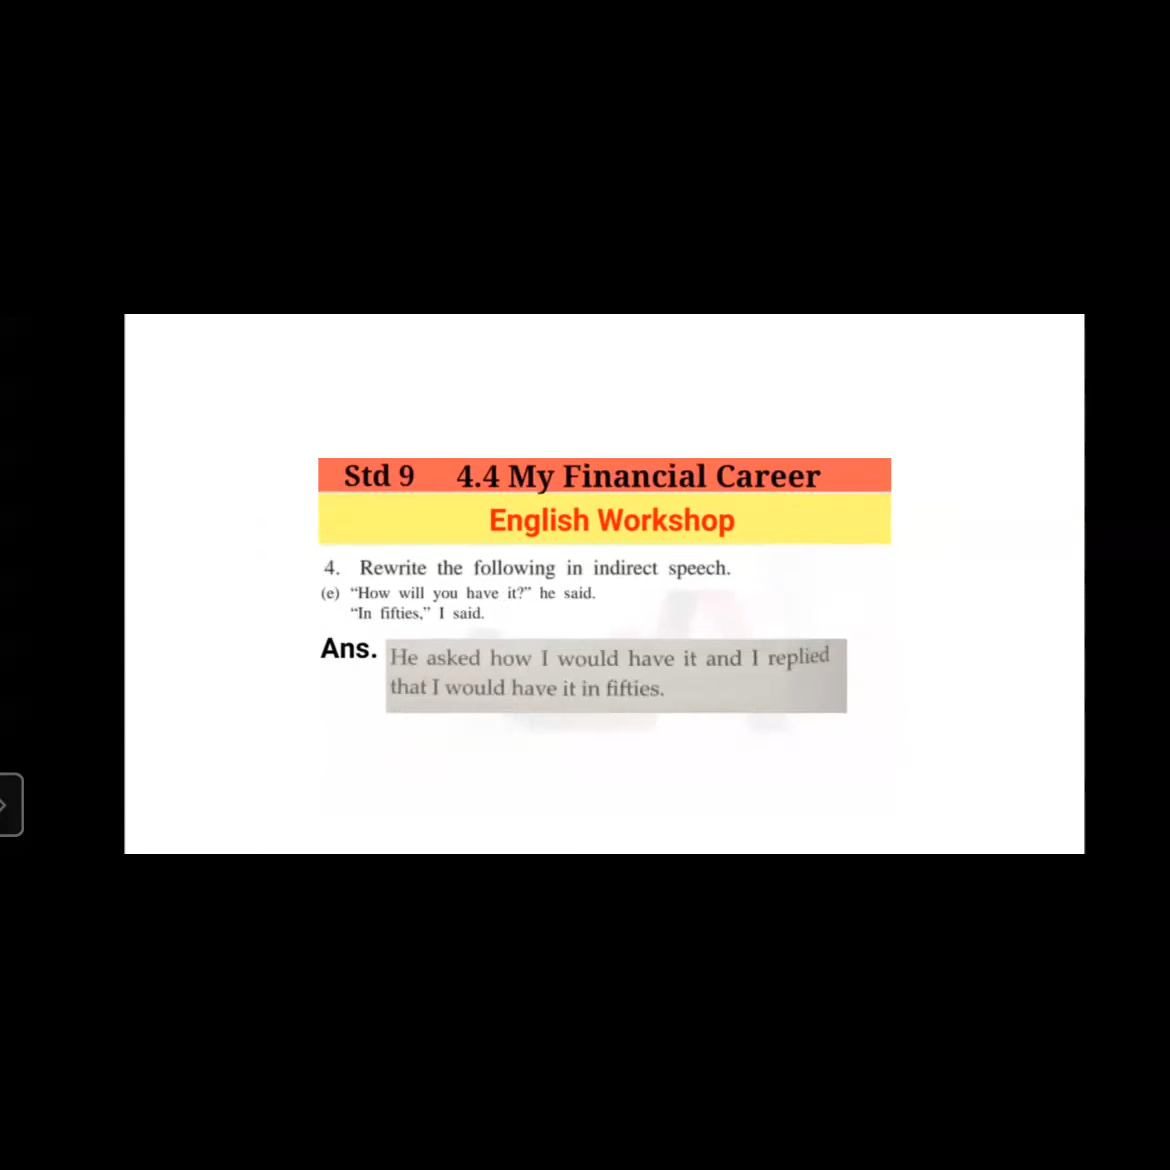 Std 9 4.4 My Financial Career
English Workshop
4. Rewrite the following in indirect speech.
(e) “How will you have it?” he said.
“In fifties,” I said.
Ans. He asked how I would have it and I replied
that I would have it in fifties.